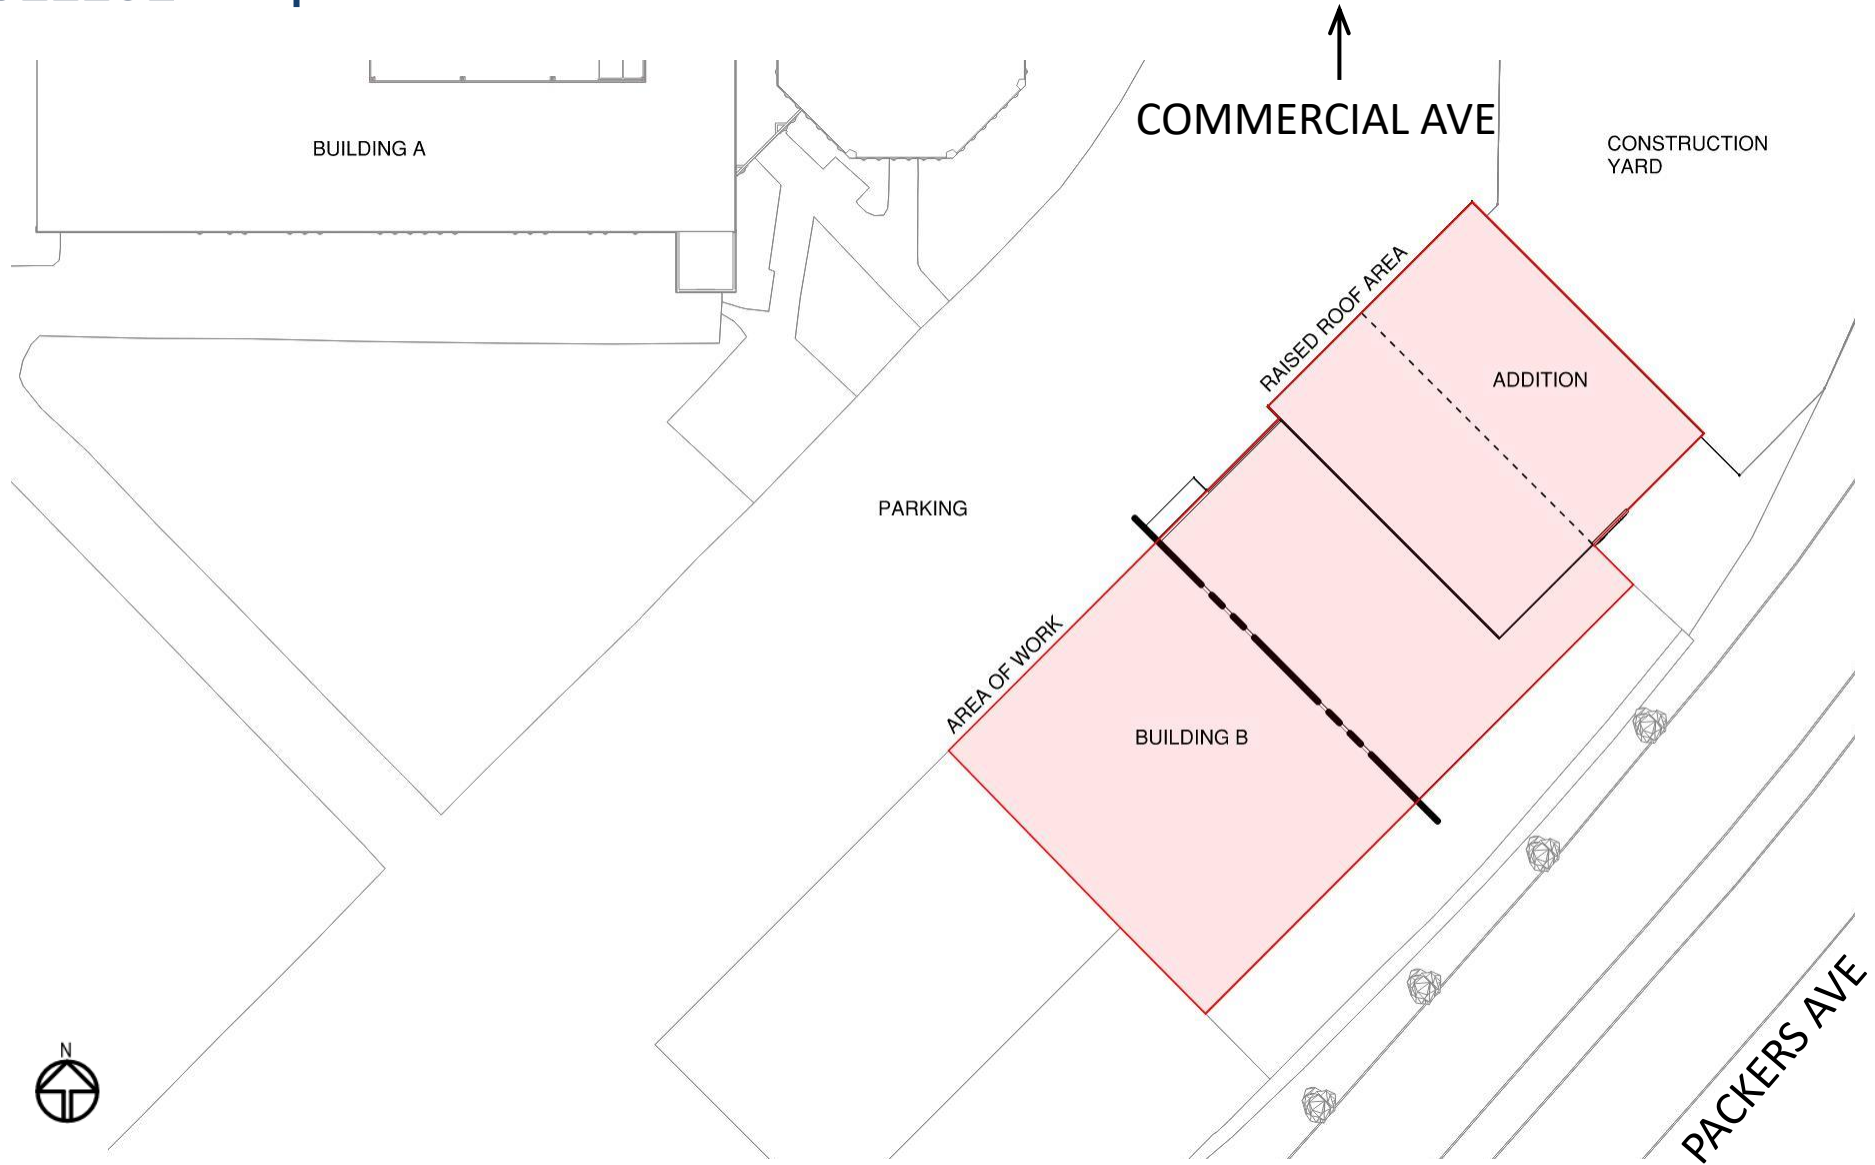 COMMERCIAL AVE
BUILDING A
CONSTRUCTION
YARD
RAISED ROOF AREA
ADDITION
PARKING
AREA OF WORK
BUILDING B
PACKERS AVE
N